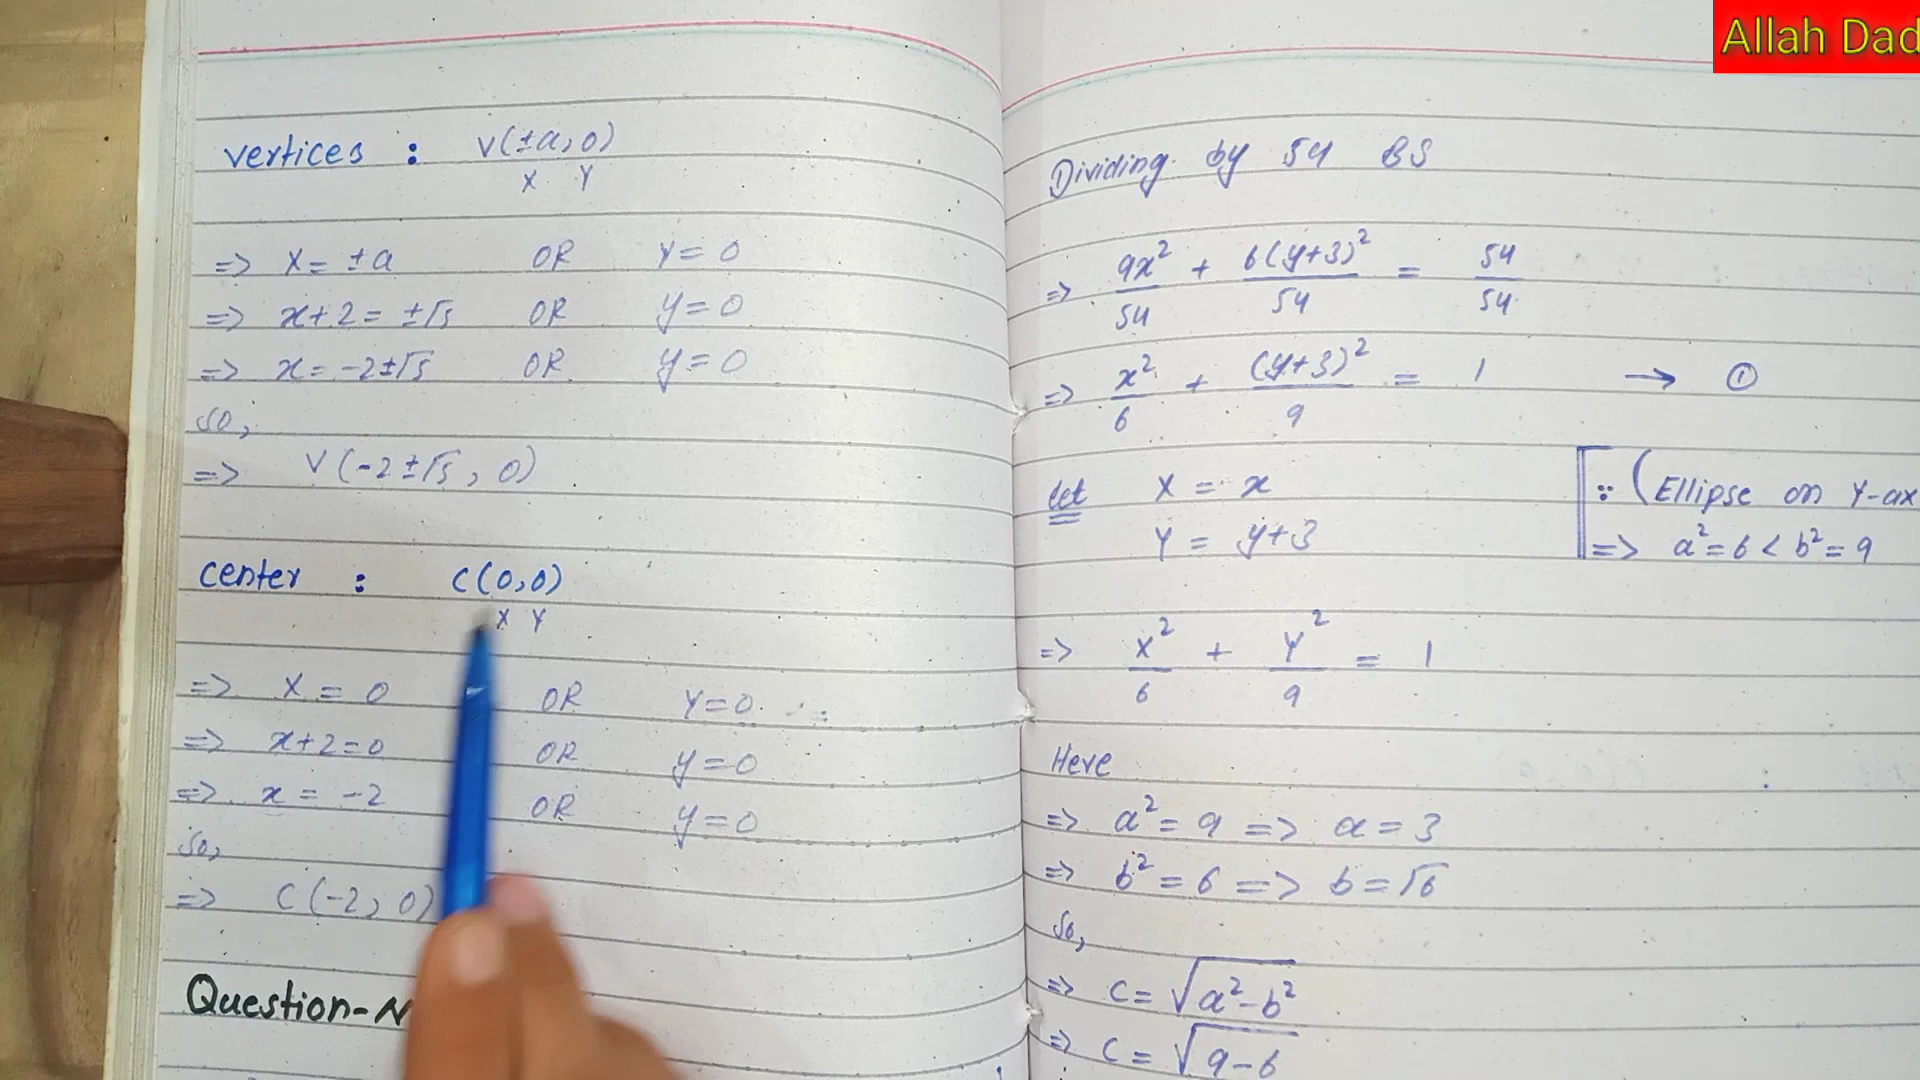 Allah Dad
vertices : V(±a, 0)
X Y
=> X = ±a OR Y = 0
=> x+2 = ±√5 OR y = 0
=> x = -2±√5 OR y = 0
so,
=> V(-2±√5, 0)
center : C(0,0)
X Y
=> X = 0 OR Y = 0
=> x+2=0 OR y = 0
=> x = -2 OR y = 0
so,
=> C(-2, 0)
Question-N
Dividing by 54 BS
=> 9x²/54 + 6(y+3)²/54 = 54/54
=> x²/6 + (y+3)²/9 = 1 → ①
let X = x
Y = y+3
∵ (Ellipse on Y-ax
=> a²=6 < b²=9
=> X²/6 + Y²/9 = 1
Here
=> a² = 9 => a = 3
=> b² = 6 => b = √6
so,
=> c = √a²-b²
=> c = √9-6